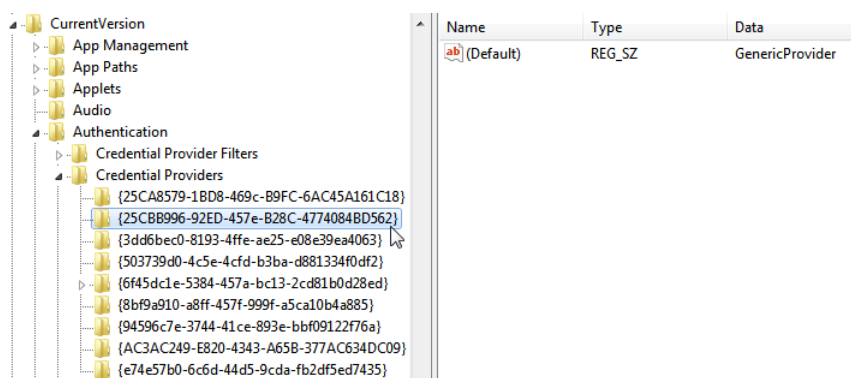 CurrentVersion
App Management
App Paths
Applets
Audio
Authentication
Credential Provider Filters
Credential Providers
{25CA8579-1BD8-469c-B9FC-6AC45A161C18}
{25CBB996-92ED-457e-B28C-4774084BD562}
{3dd6bec0-8193-4ffe-ae25-e08e39ea4063}
{503739d0-4c5e-4cfd-b3ba-d881334f0df2}
{6f45dc1e-5384-457a-bc13-2cd81b0d28ed}
{8bf9a910-a8ff-457f-999f-a5ca10b4a885}
{94596c7e-3744-41ce-893e-bbf09122f76a}
{AC3AC249-E820-4343-A65B-377AC634DC09}
{e74e57b0-6c6d-44d5-9cda-fb2df5ed7435}
Name Type Data
ab (Default) REG_SZ GenericProvider